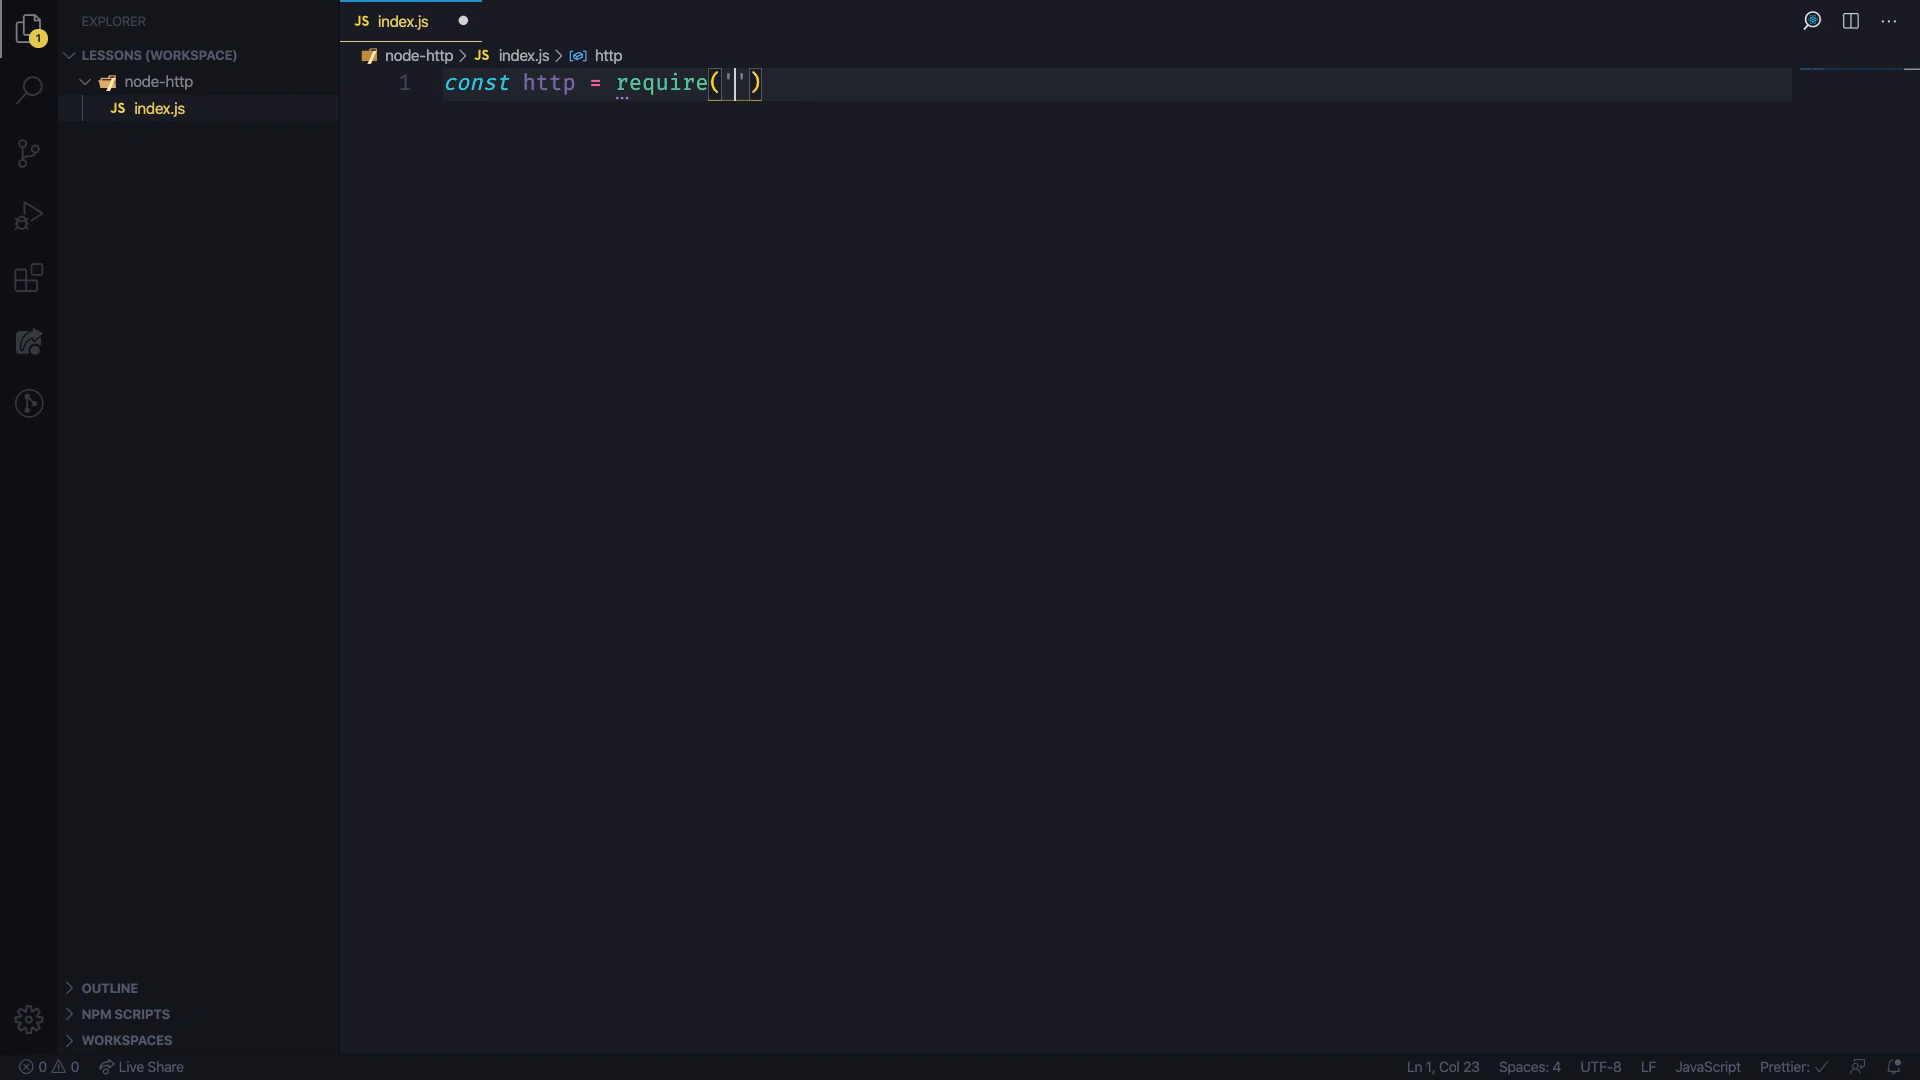 1
EXPLORER
LESSONS (WORKSPACE)
node-http
JS index.js
OUTLINE
NPM SCRIPTS
WORKSPACES
JS index.js
node-http > JS index.js > http
1 const http = require('')
0 0 Live Share
Ln 1, Col 23 Spaces: 4 UTF-8 LF JavaScript Prettier: ✓